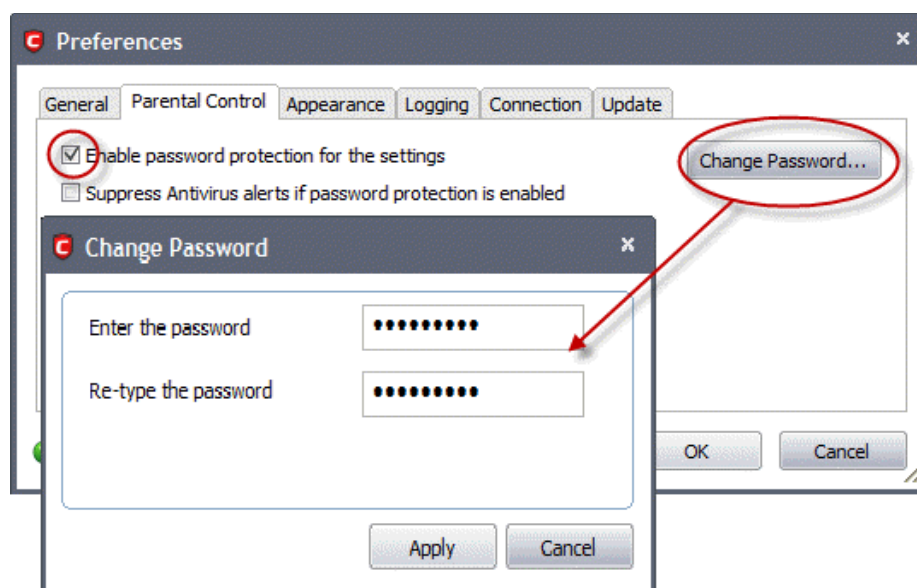 Preferences
General Parental Control Appearance Logging Connection Update
Enable password protection for the settings
Change Password...
Suppress Antivirus alerts if password protection is enabled
Change Password
Enter the password •••••••••
Re-type the password •••••••••
OK Cancel
Apply Cancel